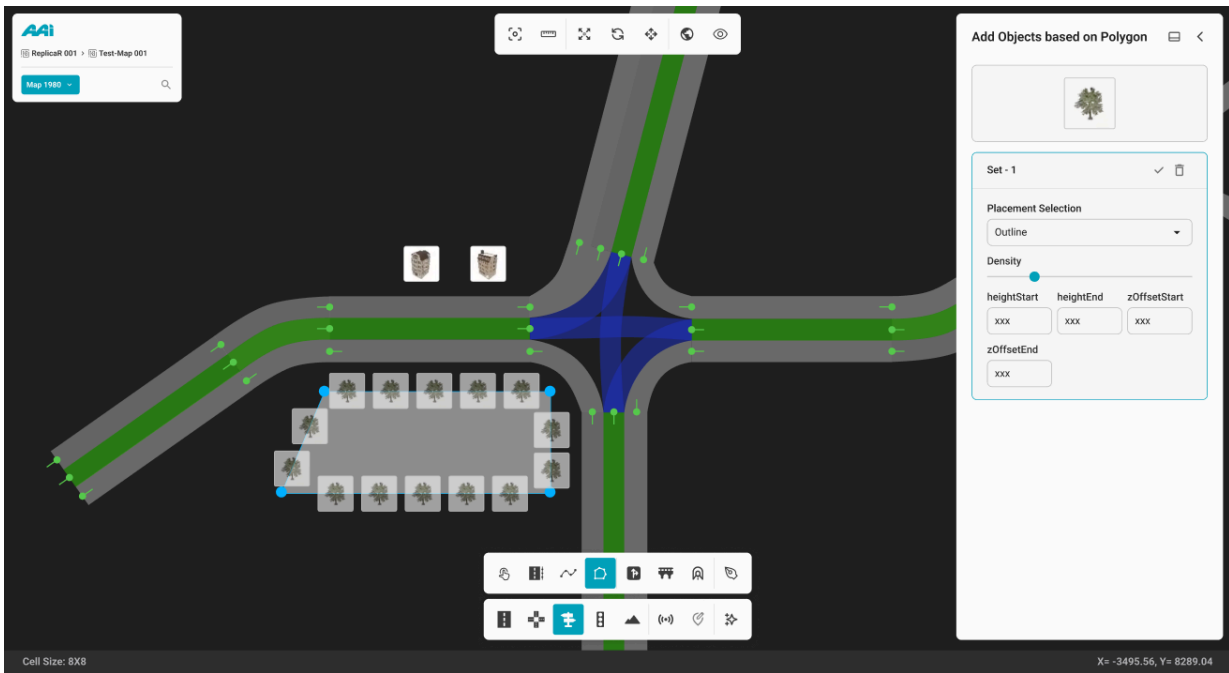 AAI
ReplicaR 001 > Test-Map 001
Map 1980
Add Objects based on Polygon
Set - 1
Placement Selection
Outline
Density
heightStart heightEnd zOffsetStart
xxx xxx xxx
zOffsetEnd
xxx
Cell Size: 8X8
X= -3495.56, Y= 8289.04